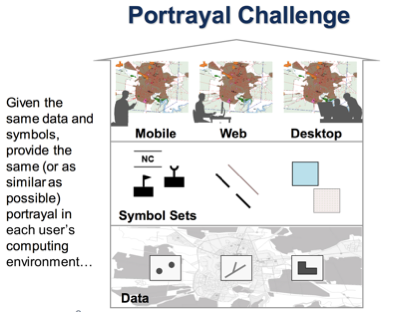 Portrayal Challenge
Given the
same data and
symbols,
provide the
same (or as
similar as
possible)
portrayal in
each user's
computing
environment…
Mobile
Web
Desktop
NC
Symbol Sets
Data